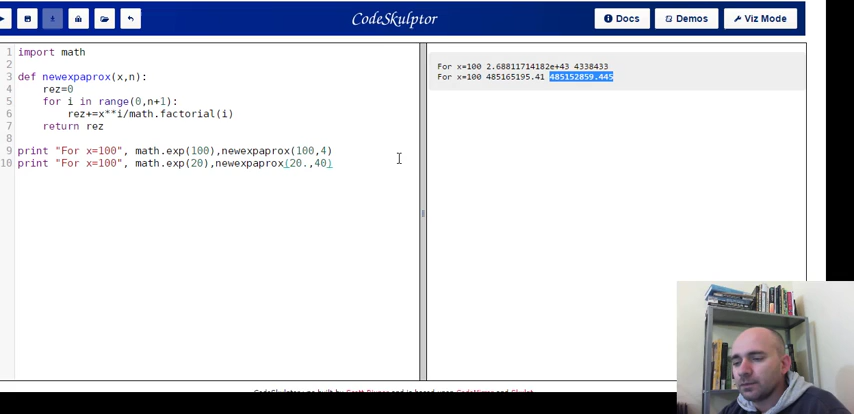 CodeSkulptor
Docs
Demos
Viz Mode
1 import math
2
3 def newexpaprox(x,n):
4 rez=0
5 for i in range(0,n+1):
6 rez+=x**i/math.factorial(i)
7 return rez
8
9 print "For x=100", math.exp(100),newexpaprox(100,4)
10 print "For x=100", math.exp(20),newexpaprox(20.,40)
For x=100 2.68811714182e+43 4338433
For x=100 485165195.41 485152859.445